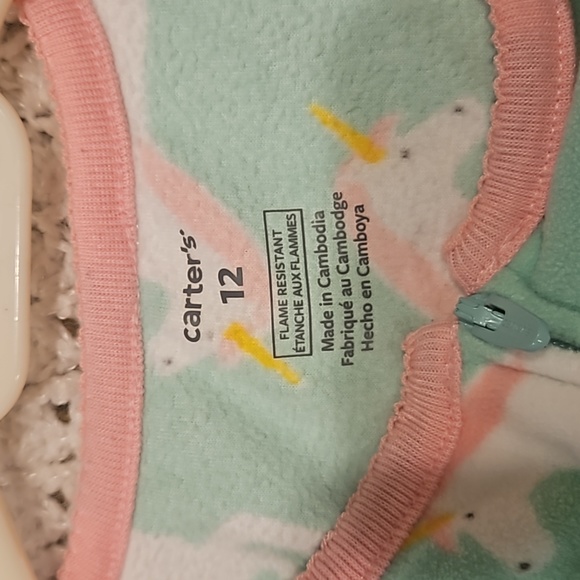 carter's
12
FLAME RESISTANT
ÉTANCHE AUX FLAMMES
Made in Cambodia
Fabriqué au Cambodge
Hecho en Camboya